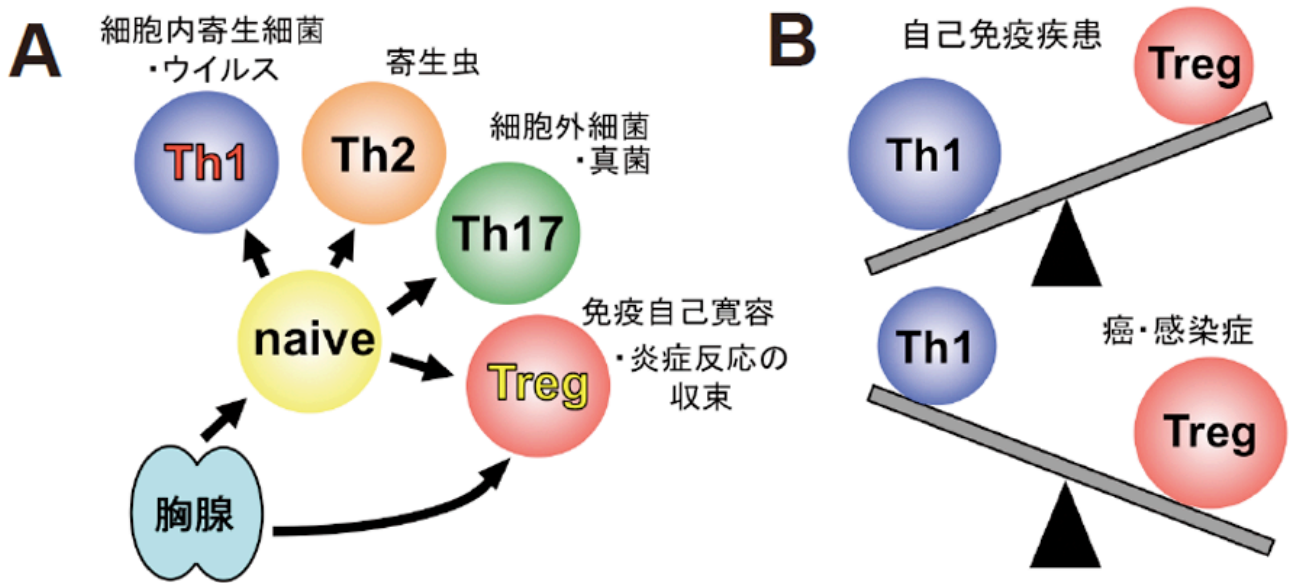 A
細胞内寄生細菌
・ウイルス
寄生虫
細胞外細菌
・真菌
Th1
Th2
Th17
naive
免疫自己寛容
・炎症反応の
収束
Treg
胸腺
B
自己免疫疾患
Treg
Th1
Th1
癌・感染症
Treg